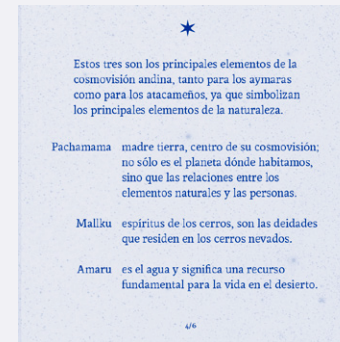 Estos tres son los principales elementos de la
cosmovisión andina, tanto para los aymaras
como para los atacameños, ya que simbolizan
los principales elementos de la naturaleza.
Pachamama madre tierra, centro de su cosmovisión;
no sólo es el planeta dónde habitamos,
sino que las relaciones entre los
elementos naturales y las personas.
Mallku espíritus de los cerros, son las deidades
que residen en los cerros nevados.
Amaru es el agua y significa una recurso
fundamental para la vida en el desierto.
4/6